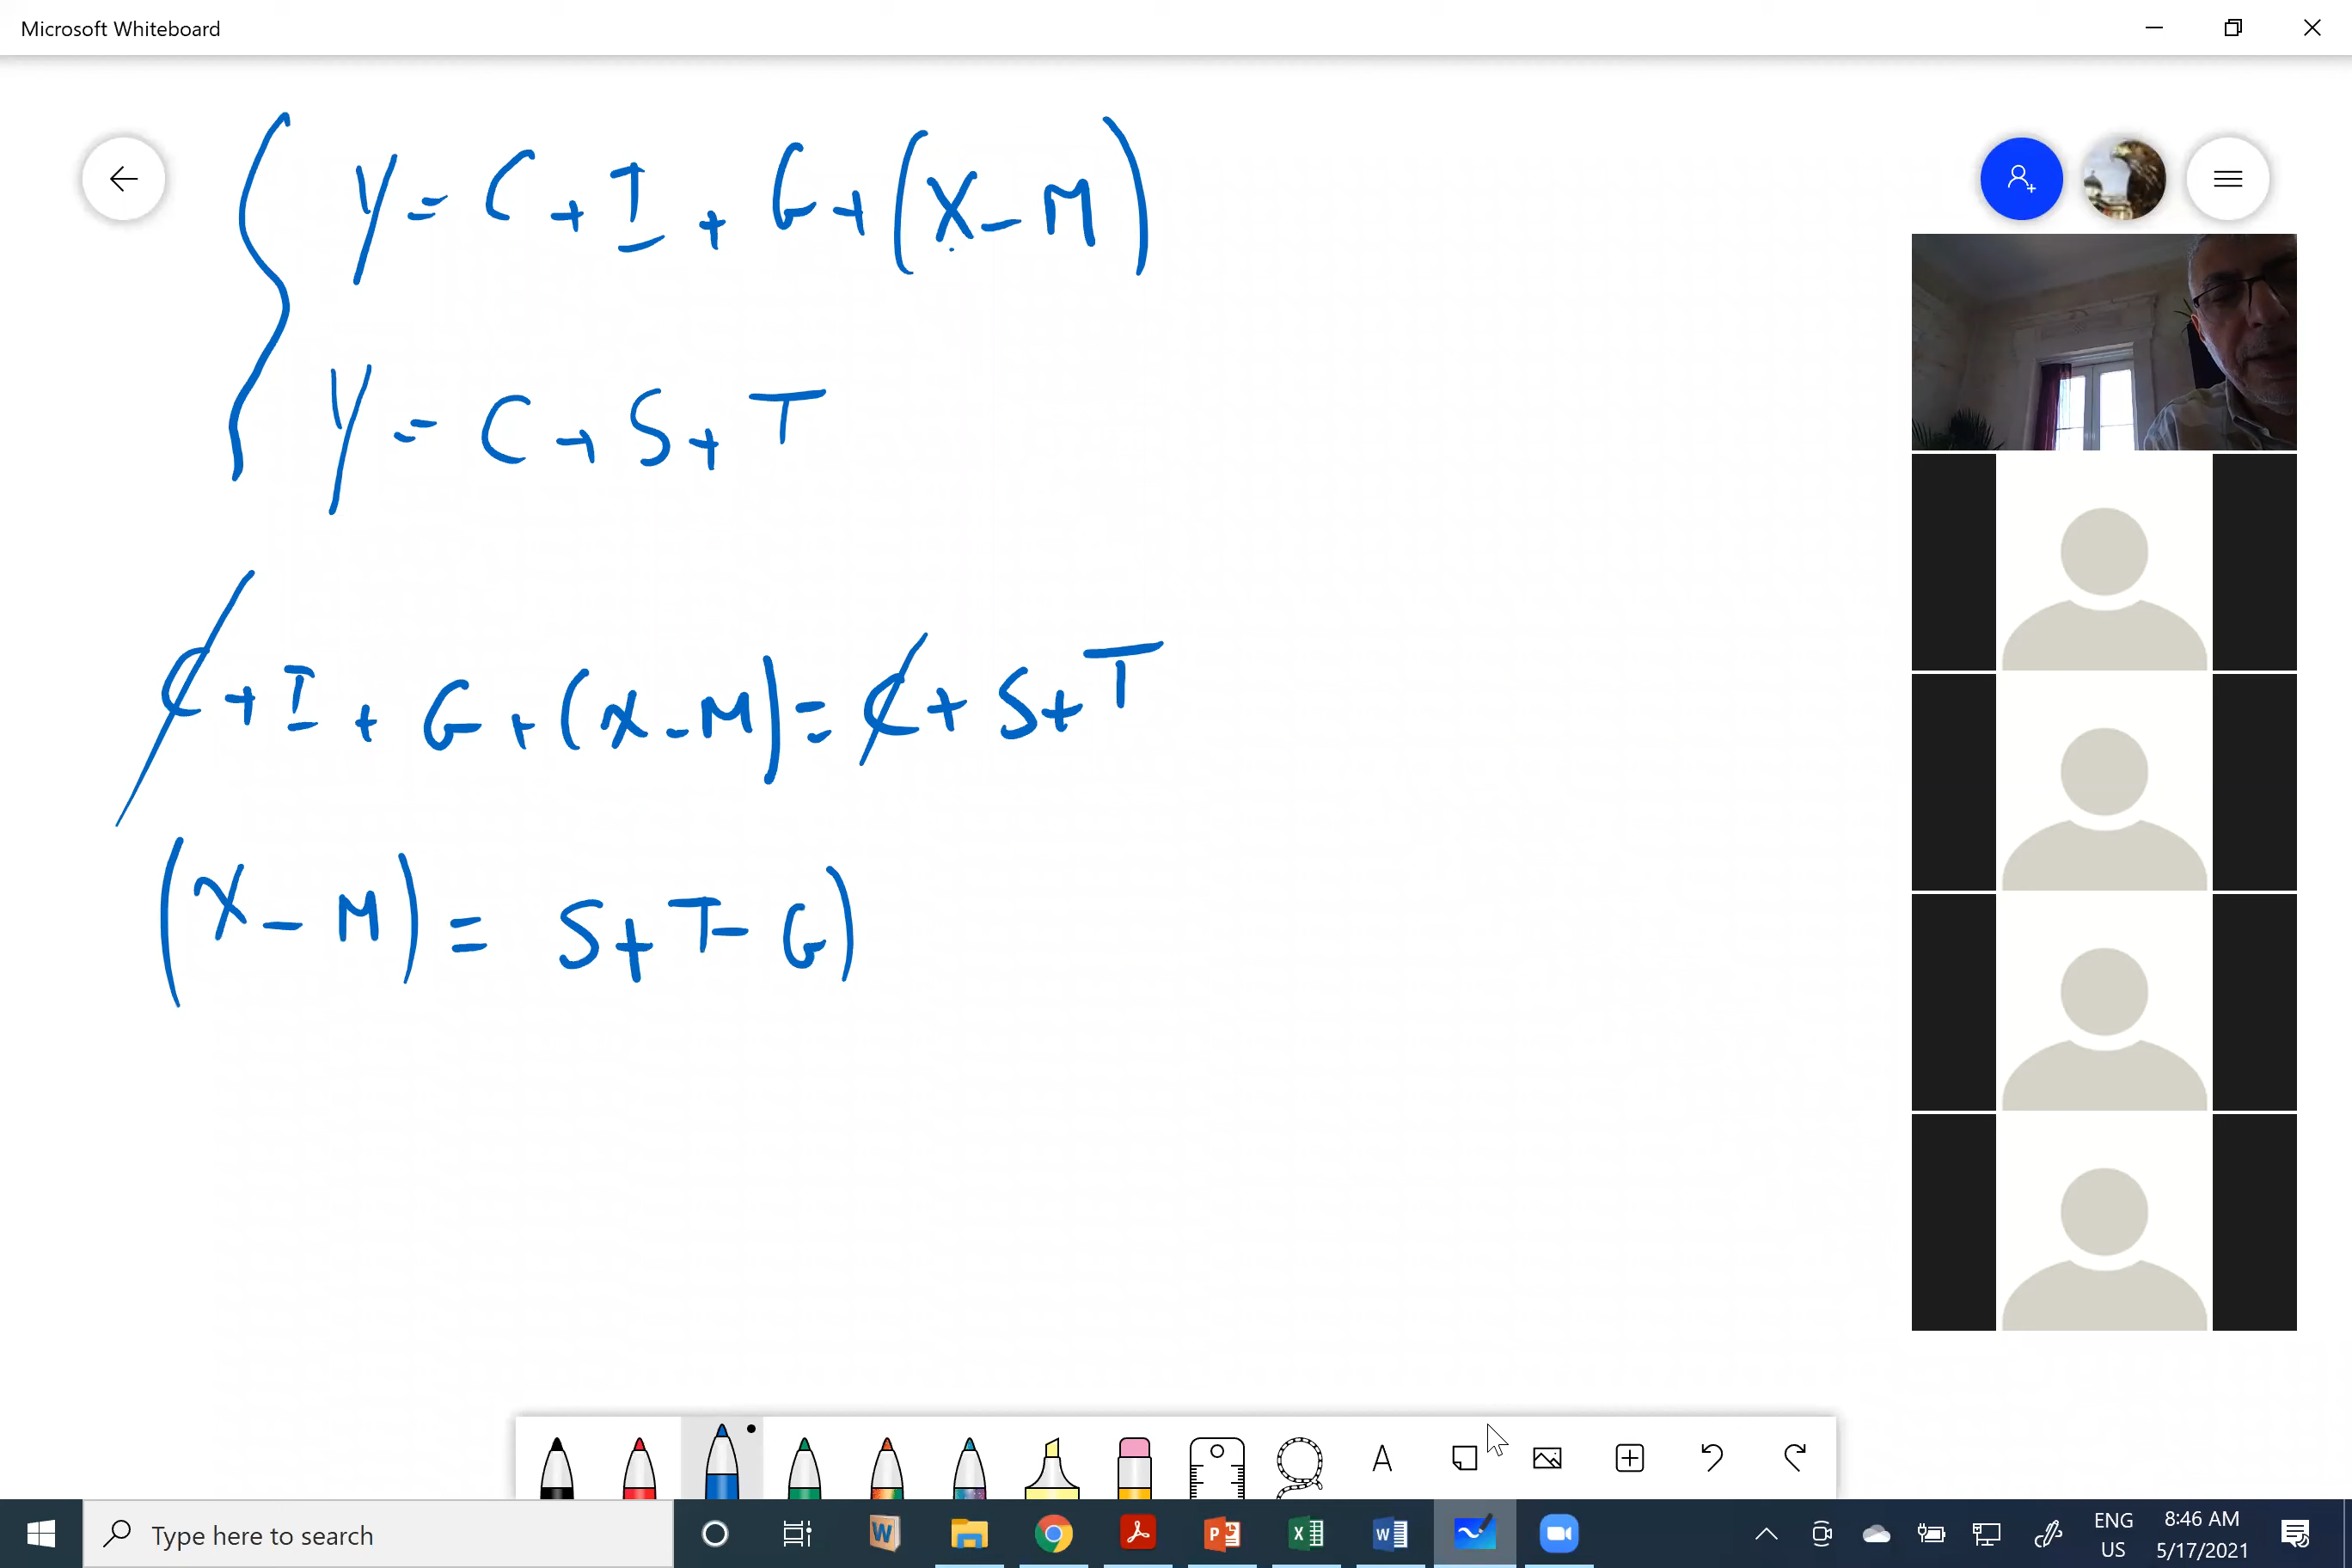 Microsoft Whiteboard
Y = C + I + G + (X - M)
Y = C + S + T
C + I + G + (X - M) = C + S + T
(X - M) = S + T - G)
A
Type here to search
ENG
US
8:46 AM
5/17/2021